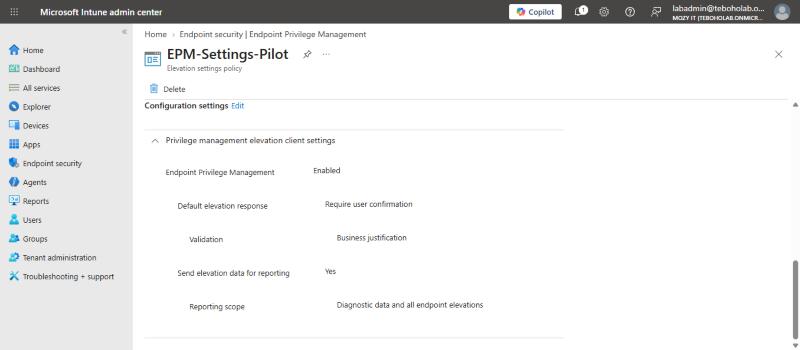 Microsoft Intune admin center
Copilot
1
labadmin@teboholab.o...
MOZY IT (TEBOHOLAB.ONMICR...
Home
Dashboard
All services
Explorer
Devices
Apps
Endpoint security
Agents
Reports
Users
Groups
Tenant administration
Troubleshooting + support
Home > Endpoint security | Endpoint Privilege Management
EPM-Settings-Pilot
Elevation settings policy
Delete
Configuration settings Edit
Privilege management elevation client settings
Endpoint Privilege Management Enabled
Default elevation response Require user confirmation
Validation Business justification
Send elevation data for reporting Yes
Reporting scope Diagnostic data and all endpoint elevations